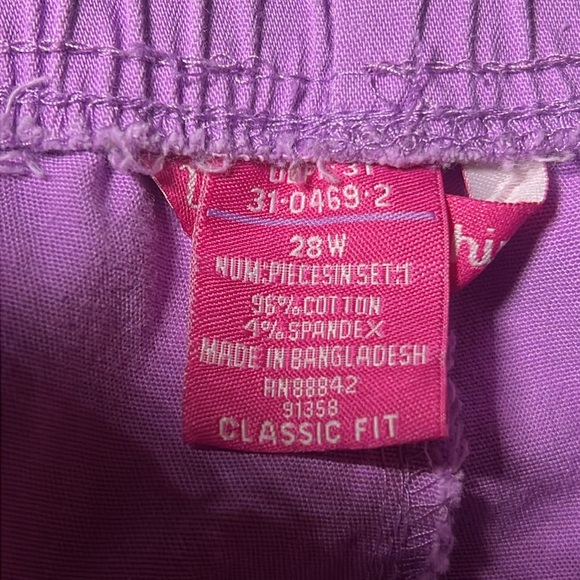 31-0469-2
28W
NUM:PIECESINSET:1
96%COTTON
4%SPANDEX
MADE IN BANGLADESH
RN88842
91358
CLASSIC FIT